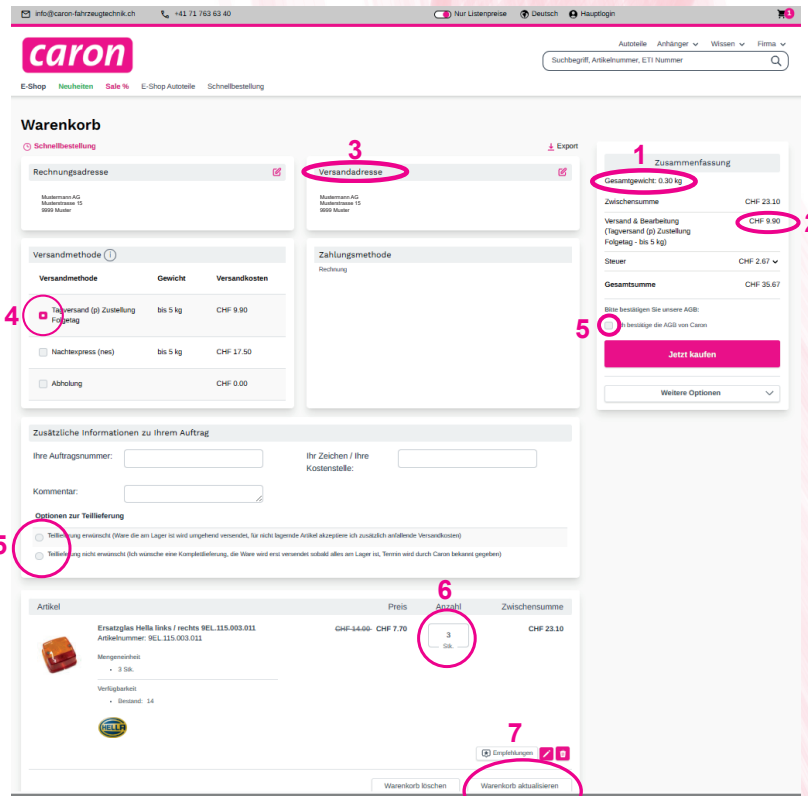 info@caron-fahrzeugtechnik.ch +41 71 763 63 40 Nur Listenpreise Deutsch Hauptlogin 1
caron
Autoteile Anhänger Wissen Firma
Suchbegriff, Artikelnummer, ETI Nummer
E-Shop Neuheiten Sale % E-Shop Autoteile Schnellbestellung
Warenkorb
Schnellbestellung
Export
3
Rechnungsadresse
Mustermann AG
Musterstrasse 15
9999 Muster
Versandadresse
Mustermann AG
Musterstrasse 15
9999 Muster
1
Zusammenfassung
Gesamtgewicht: 0.30 kg
Zwischensumme CHF 23.10
Versand & Bearbeitung CHF 9.90
(Tagversand (p) Zustellung
Folgetag - bis 5 kg)
Steuer CHF 2.67
Gesamtsumme CHF 35.67
Bitte bestätigen Sie unsere AGB:
5
Ich bestätige die AGB von Caron
Jetzt kaufen
Weitere Optionen
Versandmethode i
Versandmethode Gewicht Versandkosten
4
Tagversand (p) Zustellung bis 5 kg CHF 9.90
Folgetag
Nachtexpress (nes) bis 5 kg CHF 17.50
Abholung CHF 0.00
Zahlungsmethode
Rechnung
Zusätzliche Informationen zu Ihrem Auftrag
Ihre Auftragsnummer:
Ihr Zeichen / Ihre
Kostenstelle:
Kommentar:
Optionen zur Teillieferung
Teillieferung erwünscht (Ware die am Lager ist wird umgehend versendet, für nicht lagernde Artikel akzeptiere ich zusätzlich anfallende Versandkosten)
Teillieferung nicht erwünscht (Ich wünsche eine Komplettlieferung, die Ware wird erst versendet sobald alles am Lager ist, Termin wird durch Caron bekannt gegeben)
6
Artikel Preis Anzahl Zwischensumme
Ersatzglas Hella links / rechts 9EL.115.003.011 CHF 14.00 CHF 7.70 3 CHF 23.10
Artikelnummer: 9EL.115.003.011
Stk.
Mengeneinheit
3 Stk.
Verfügbarkeit
Bestand: 14
HELLA
7
Empfehlungen
Warenkorb löschen Warenkorb aktualisieren